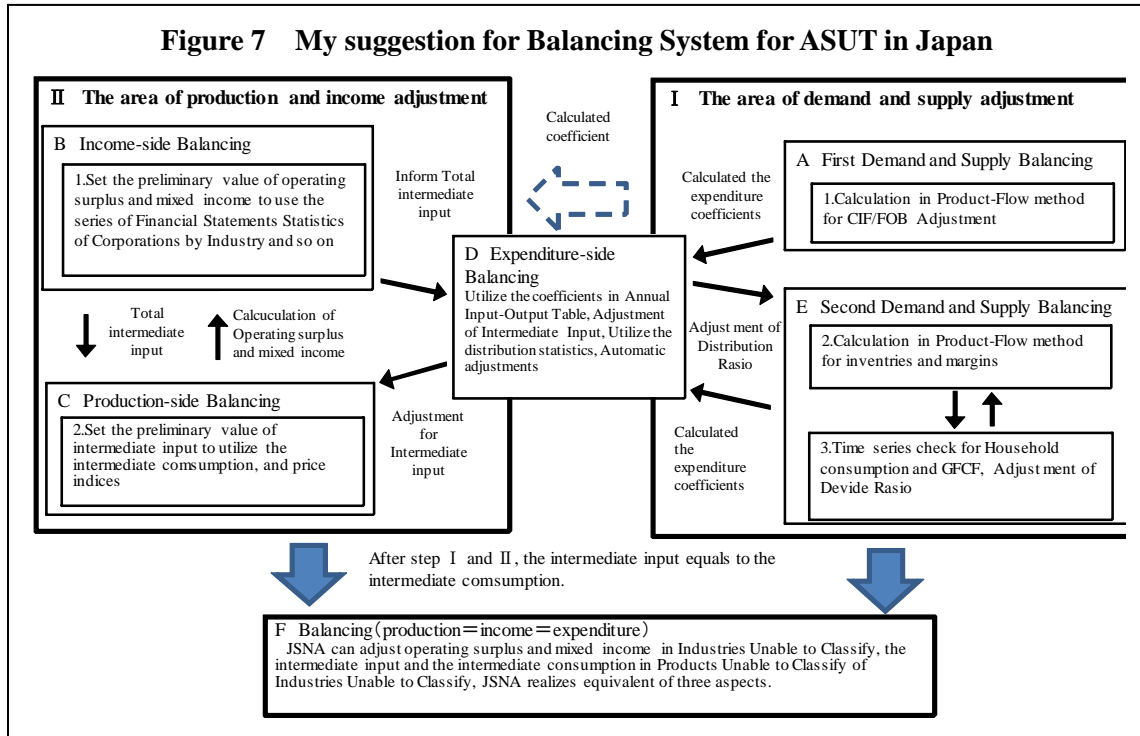 Figure 7 My suggestion for Balancing System for ASUT in Japan
Ⅱ The area of production and income adjustment
B Income-side Balancing
1.Set the preliminary value of operating
surplus and mixed income to use the
series of Financial Statements Statistics
of Corporations by Industry and so on
Total
intermediate
input
Calcuculation of
Operating surplus
and mixed income
C Production-side Balancing
2.Set the preliminary value of
intermediate input to utilize the
intermediate comsumption, and price
indices
Calculated
coefficient
Inform Total
intermediate
input
D Expenditure-side
Balancing
Utilize the coefficients in Annual
Input-Output Table, Adjustment
of Intermediate Input, Utilize the
distribution statistics, Automatic
adjustments
Adjustment
for
Intermediate
input
Ⅰ The area of demand and supply adjustment
Calculated the
expenditure
coefficients
A First Demand and Supply Balancing
1.Calculation in Product-Flow method
for CIF/FOB Adjustment
Adjustment of
Distribution
Rasio
E Second Demand and Supply Balancing
2.Calculation in Product-Flow method
for inventries and margins
Calculated
the
expenditure
coefficients
3.Time series check for Household
consumption and GFCF, Adjustment of
Devide Rasio
After step Ⅰ and Ⅱ, the intermediate input equals to the
intermediate comsumption.
F Balancing(production＝income＝expenditure)
JSNA can adjust operating surplus and mixed income in Industries Unable to Classify, the
intermediate input and the intermediate consumption in Products Unable to Classify of
Industries Unable to Classify, JSNA realizes equivalent of three aspects.